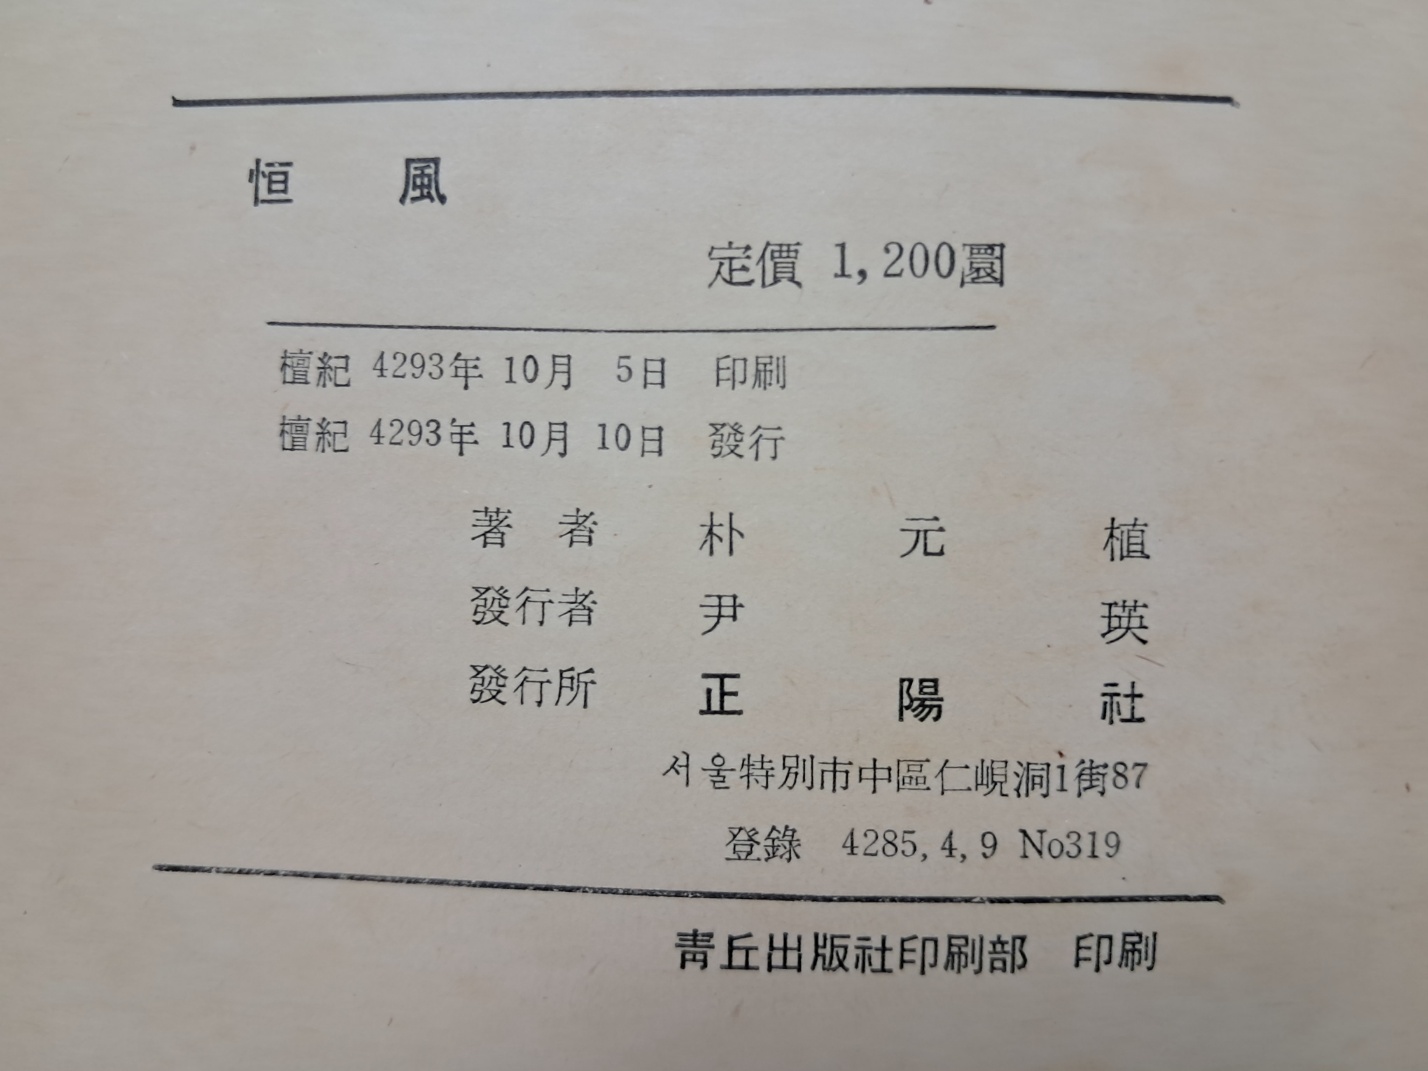 恒風
定價 1,200圜
檀紀 4293年 10月 5日 印刷
檀紀 4293年 10月 10日 發行
著者 朴元植
發行者 尹瑛
發行所 正陽社
서울特別市中區仁峴洞1街87
登錄 4285,4,9 No319
靑丘出版社印刷部 印刷